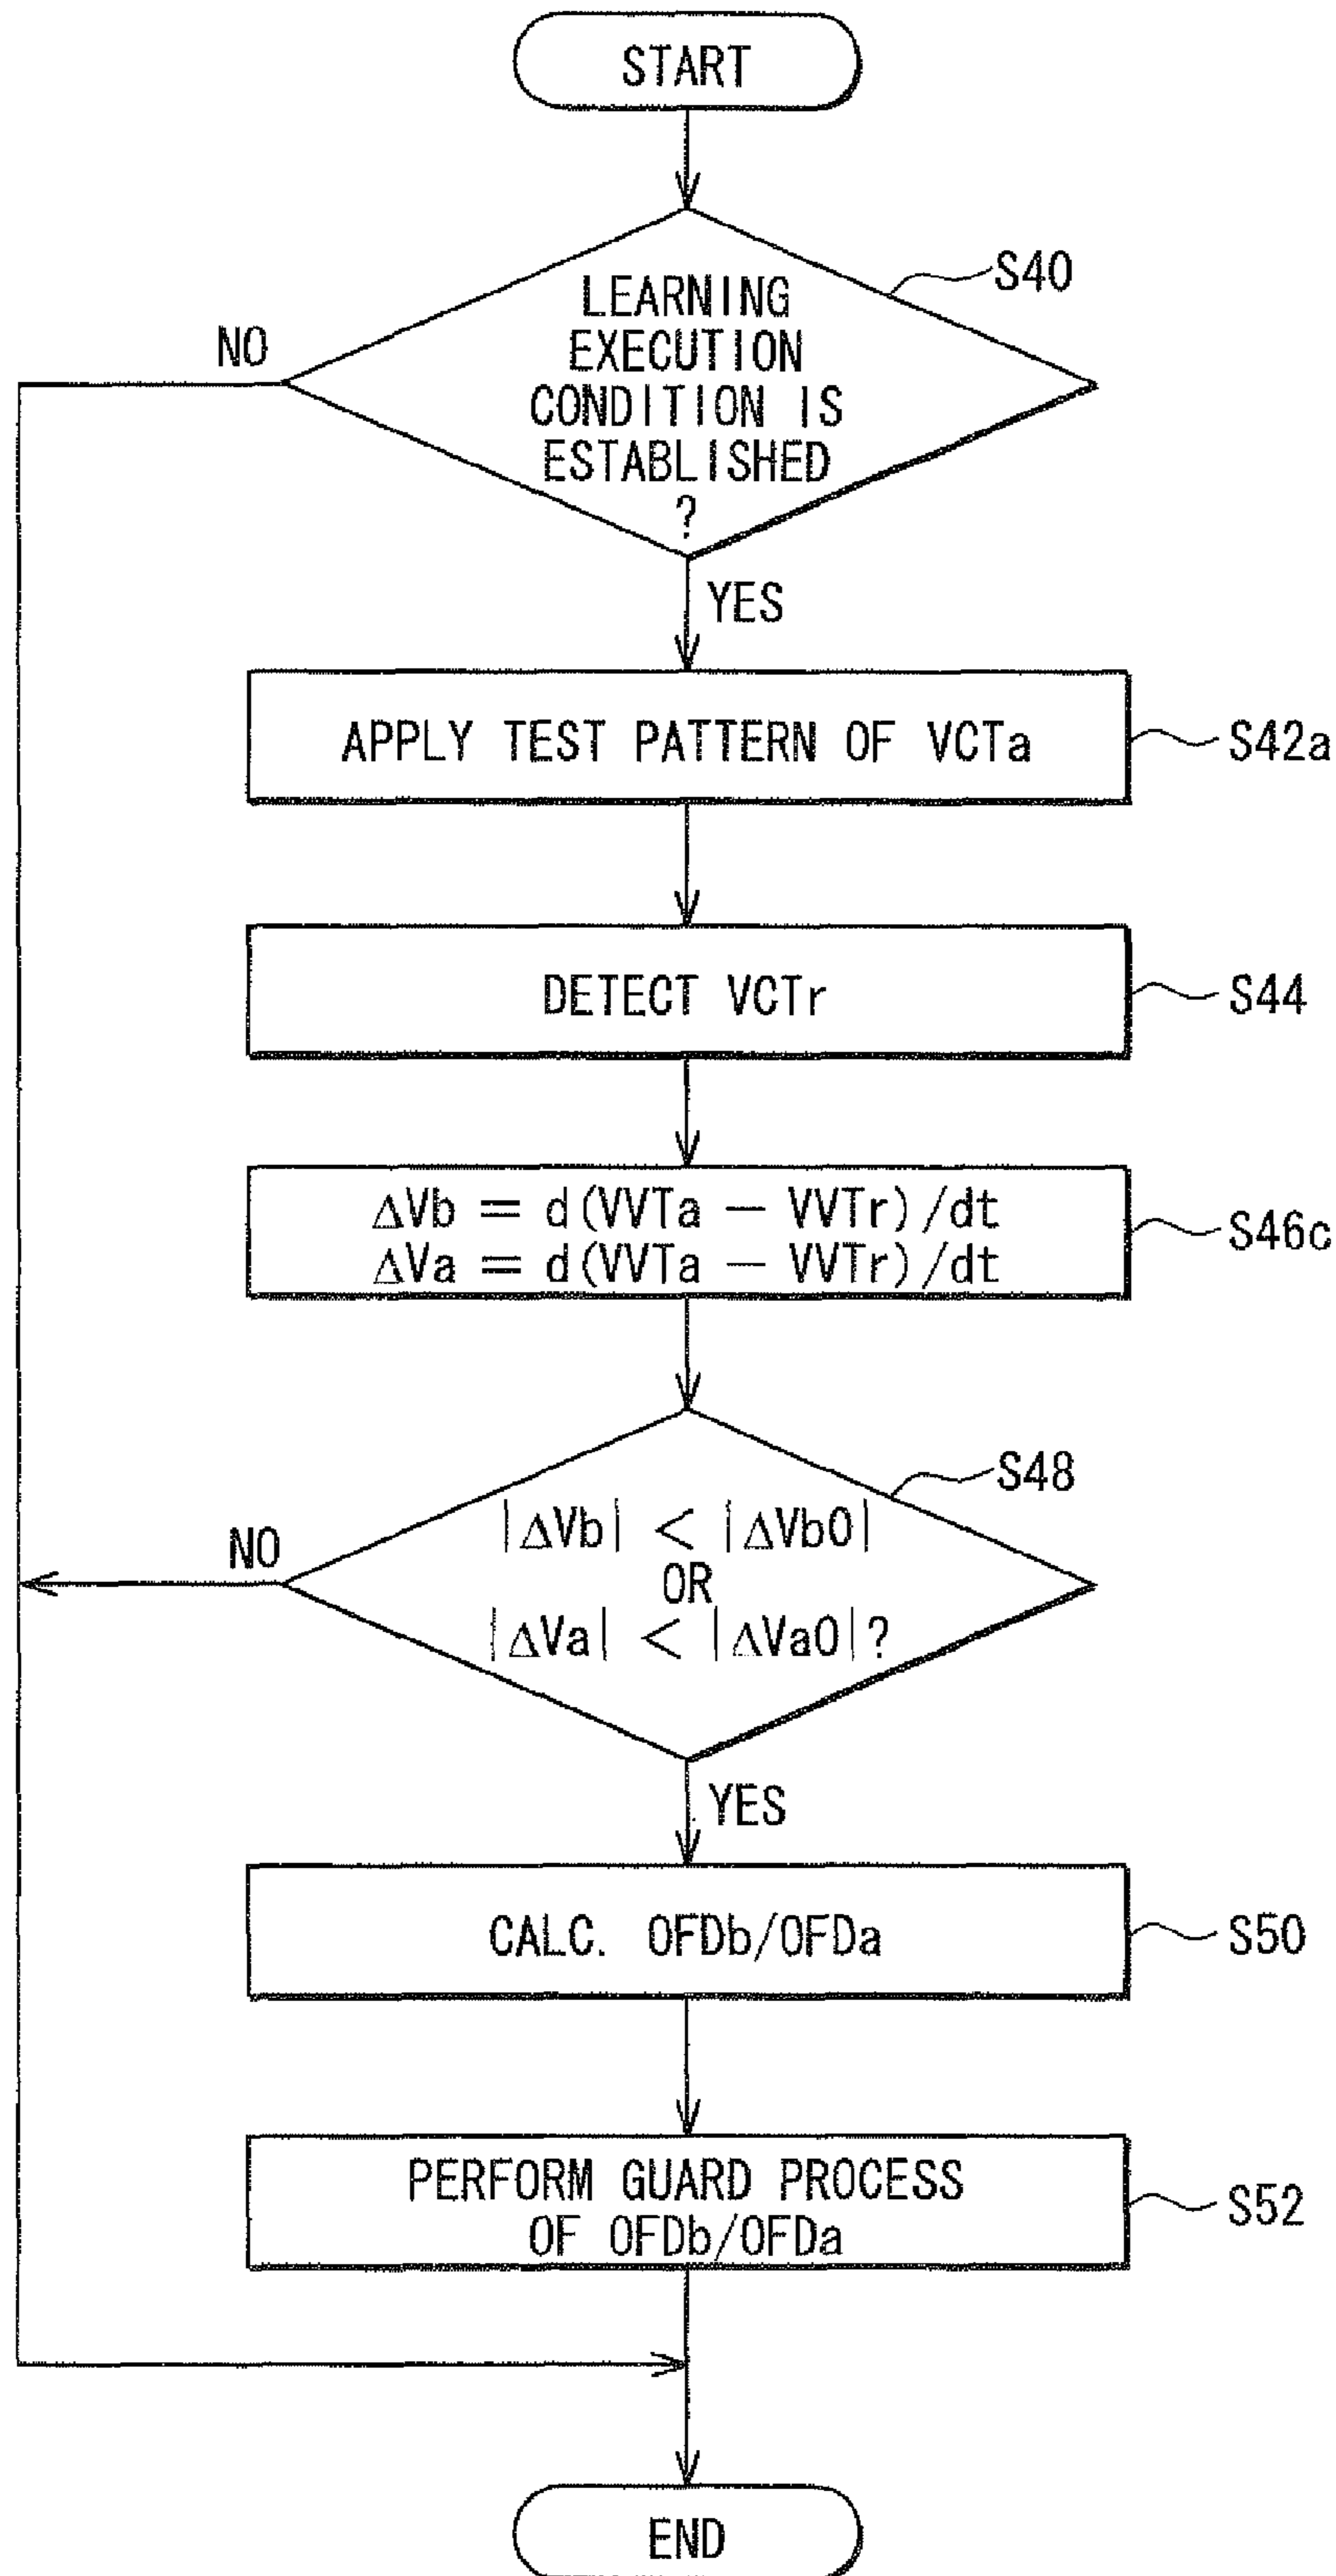 START
S40
LEARNING
EXECUTION
CONDITION IS
ESTABLISHED
?
NO
YES
APPLY TEST PATTERN OF VCTa
S42a
DETECT VCTr
S44
ΔVb = d(VVTa − VVTr)/dt
ΔVa = d(VVTa − VVTr)/dt
S46c
S48
|ΔVb| < |ΔVb0|
OR
|ΔVa| < |ΔVa0|?
NO
YES
CALC. OFDb/OFDa
S50
PERFORM GUARD PROCESS
OF OFDb/OFDa
S52
END